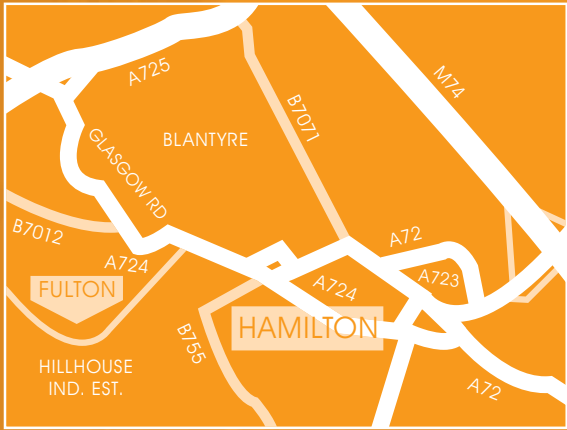 A725
M74
B7071
BLANTYRE
GLASGOW RD
B7012
A724
A72
A723
A724
FULTON
HAMILTON
B755
HILLHOUSE
IND. EST.
A72